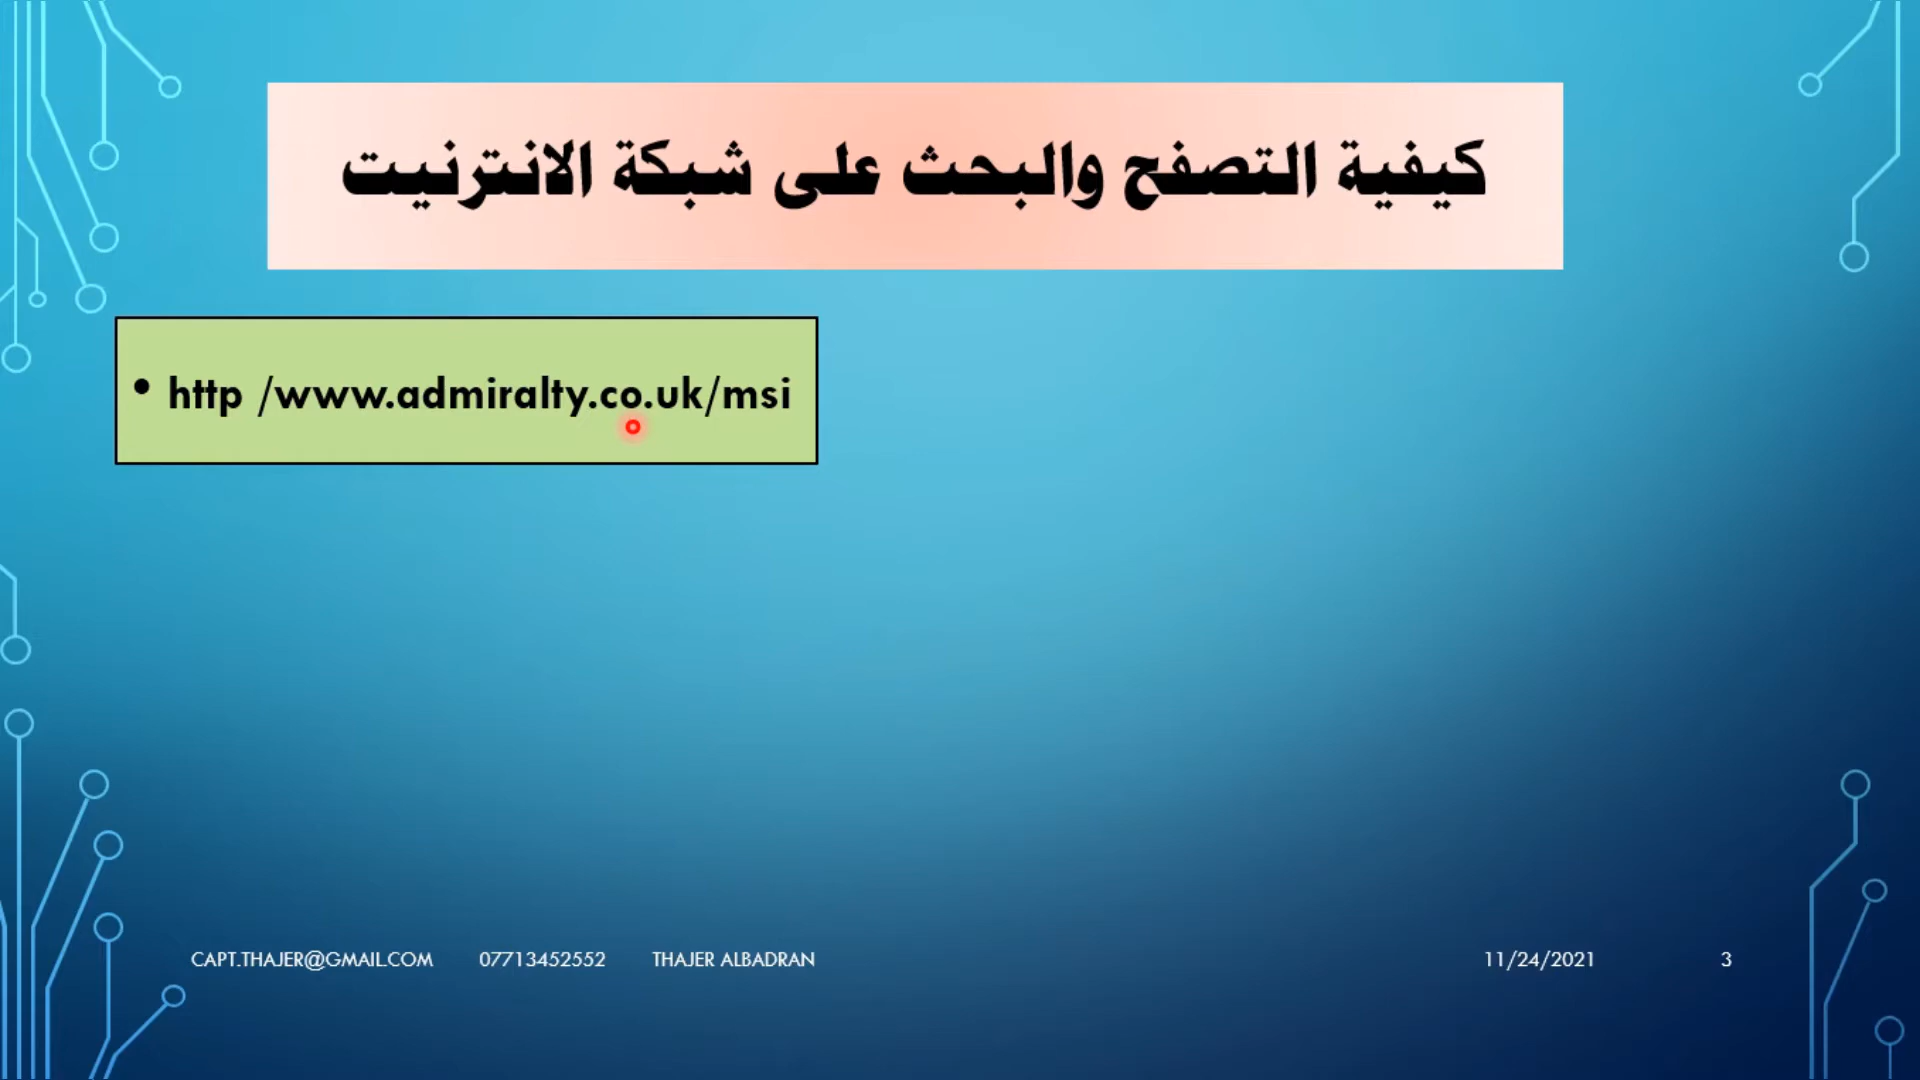 كيفية التصفح والبحث على شبكة الانترنيت
• http /www.admiralty.co.uk/msi
CAPT.THAJER@GMAIL.COM 07713452552 THAJER ALBADRAN 11/24/2021 3